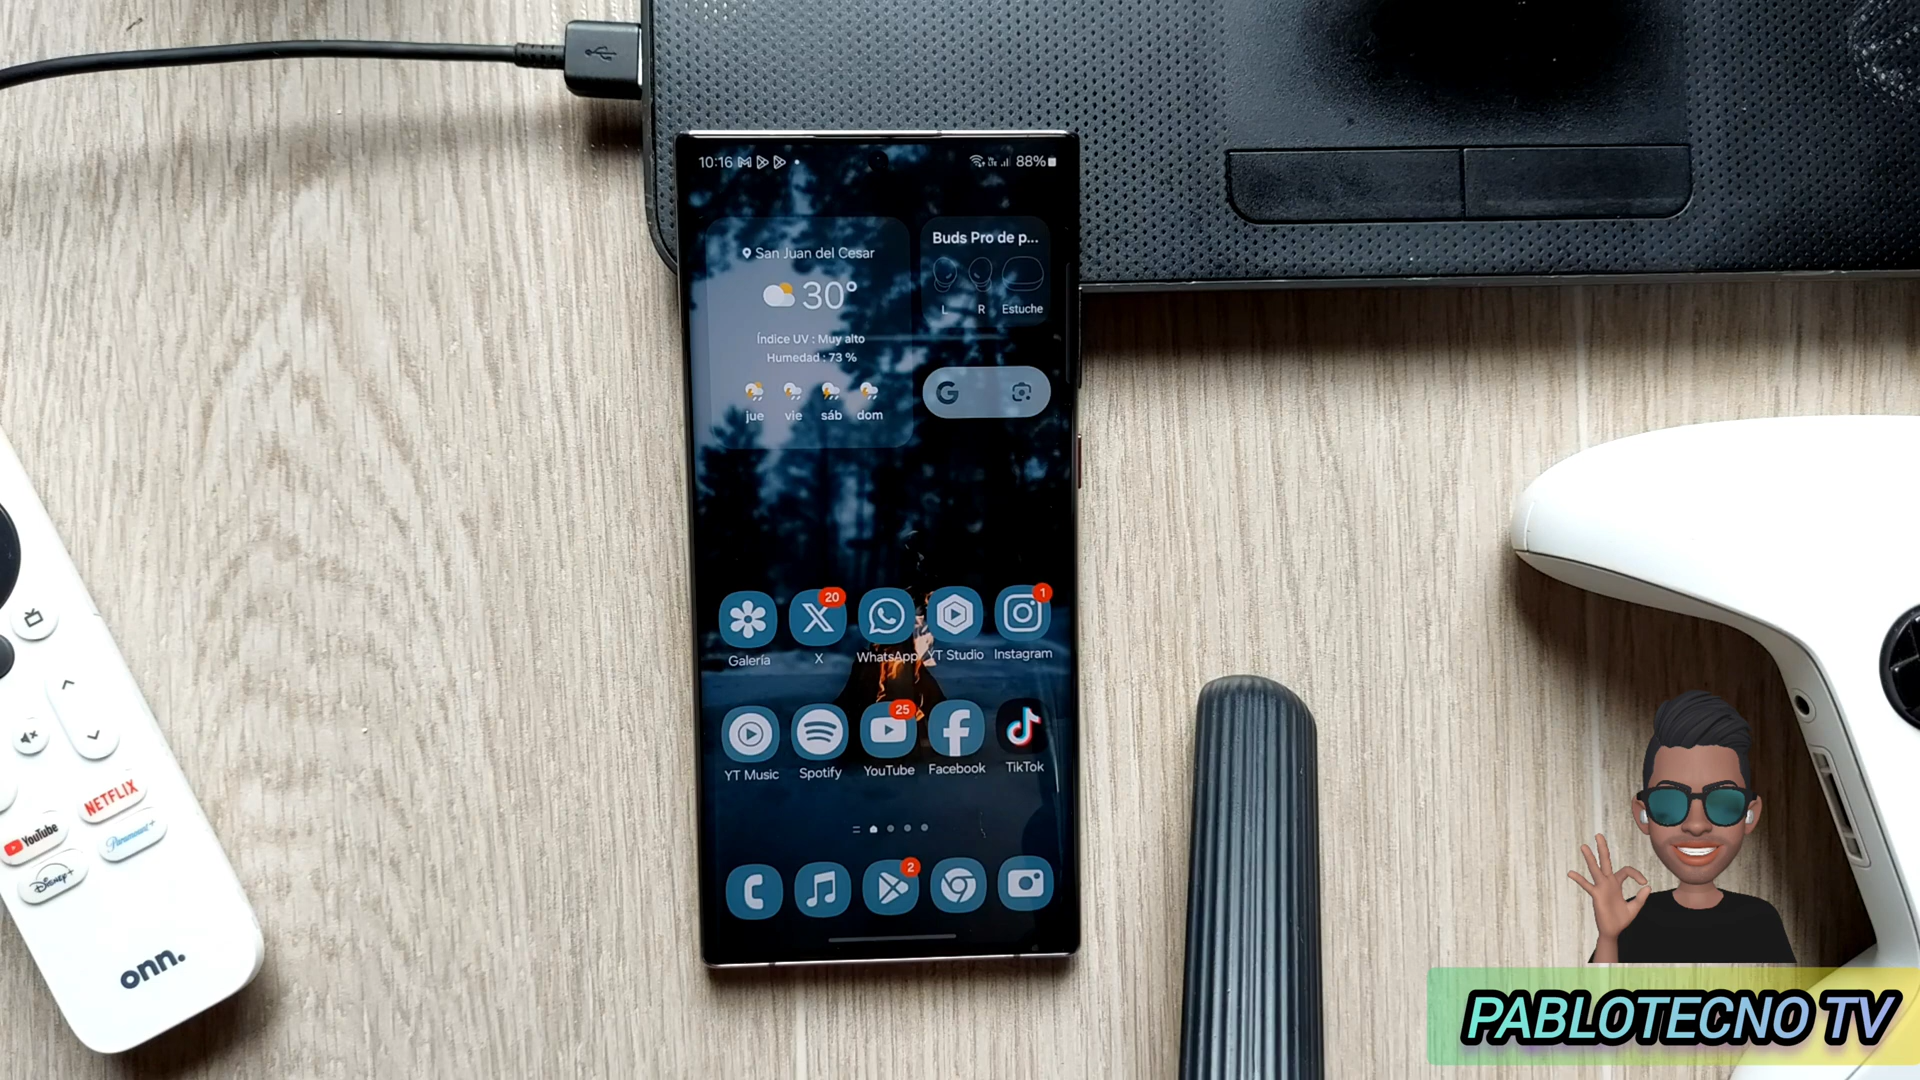 10:16 88%
San Juan del Cesar
30°
Índice UV : Muy alto
Humedad : 73 %
jue vie sáb dom
Buds Pro de p...
L R Estuche
G
20
1
Galería X WhatsApp YT Studio Instagram
25
YT Music Spotify YouTube Facebook TikTok
2
NETFLIX
YouTube
Paramount+
Disney+
onn.
PABLOTECNO TV